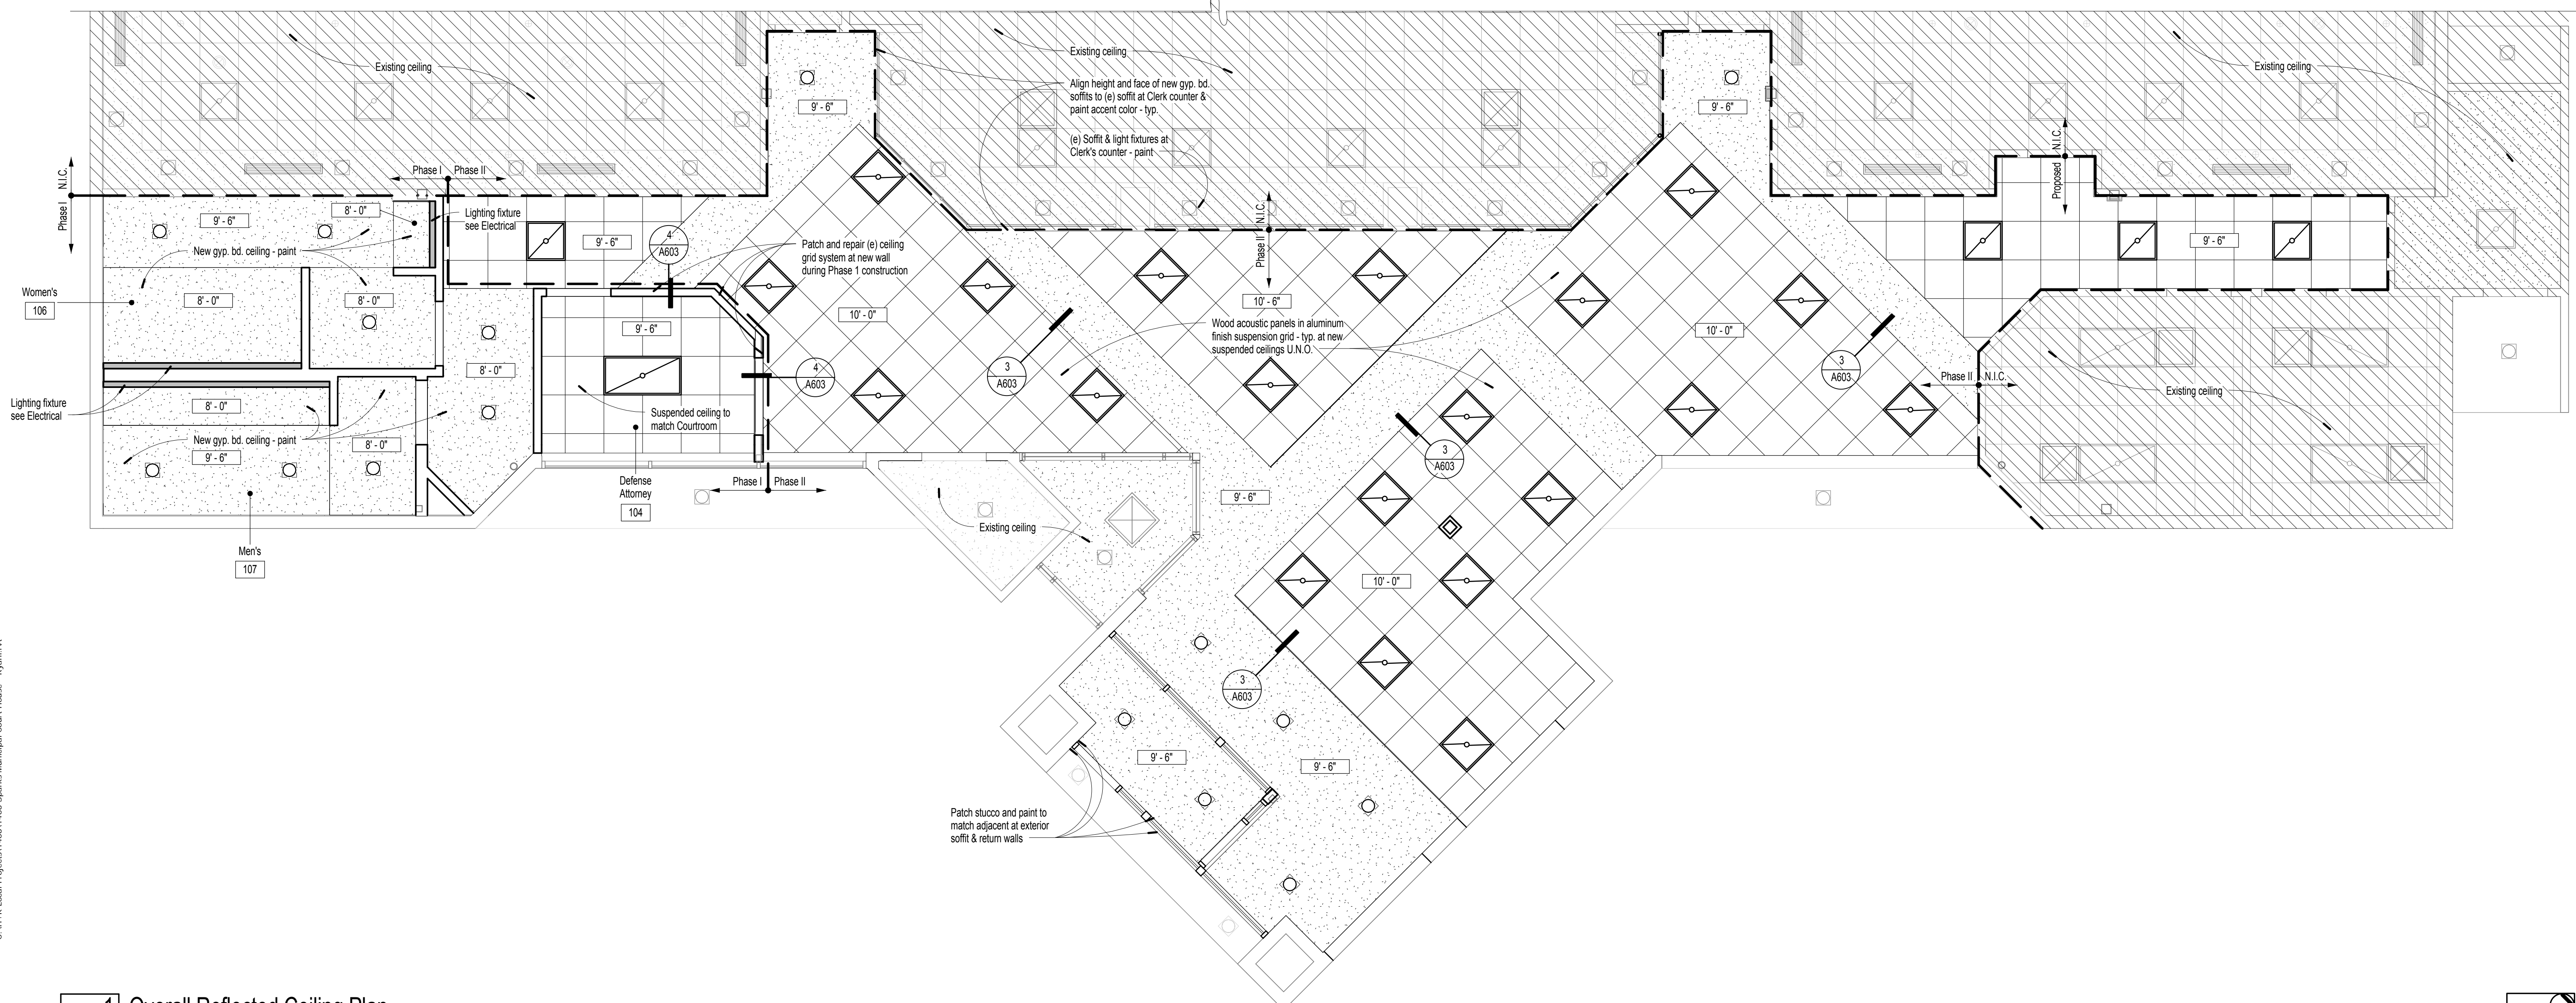 Existing ceiling
Existing ceiling
Existing ceiling
9' - 6"
Align height and face of new gyp. bd.
soffits to (e) soffit at Clerk counter &
paint accent color - typ.
(e) Soffit & light fixtures at
Clerk's counter - paint
9' - 6"
N.I.C.
Phase I
Phase I
Phase II
N.I.C.
Proposed
9' - 6"
8' - 0"
Lighting fixture
see Electrical
New gyp. bd. ceiling - paint
9' - 6"
4
A603
Patch and repair (e) ceiling
grid system at new wall
during Phase 1 construction
N.I.C.
Phase II
9' - 6"
Women's
106
8' - 0"
8' - 0"
9' - 6"
10' - 0"
10' - 6"
Wood acoustic panels in aluminum
finish suspension grid - typ. at new
suspended ceilings U.N.O.
10' - 0"
8' - 0"
4
A603
3
A603
3
A603
Phase II
N.I.C.
Existing ceiling
Lighting fixture
see Electrical
8' - 0"
Suspended ceiling to
match Courtroom
New gyp. bd. ceiling - paint
8' - 0"
9' - 6"
3
A603
Defense
Attorney
104
Phase I
Phase II
9' - 6"
Existing ceiling
Men's
107
10' - 0"
3
A603
9' - 6"
9' - 6"
Patch stucco and paint to
match adjacent at exterior
soffit & return walls
1
Overall Reflected Ceiling Plan